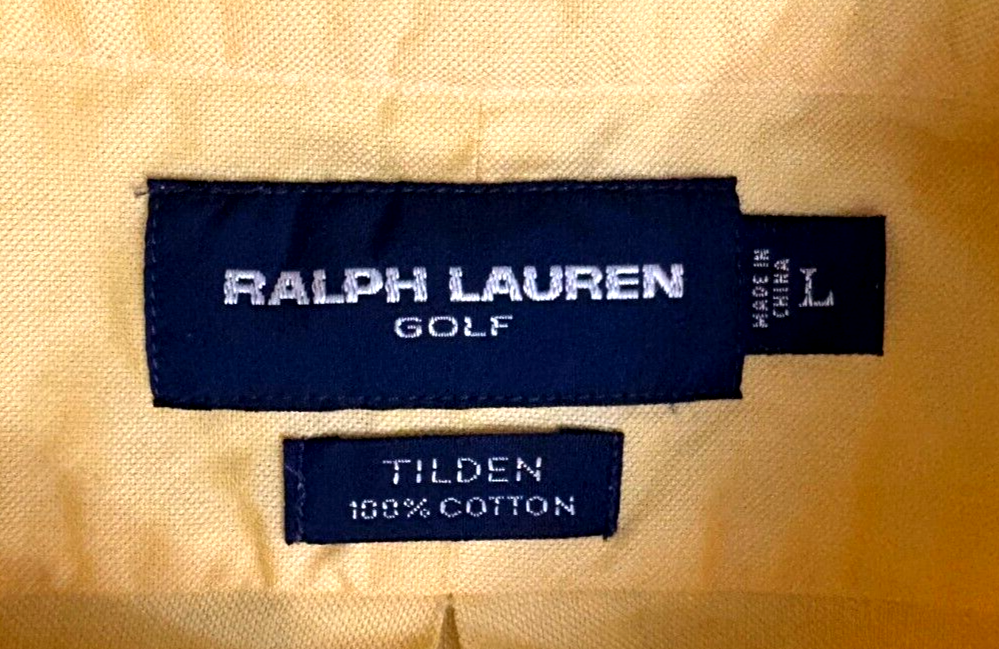 RALPH LAUREN
GOLF
MADE IN
CHINA
L
TILDEN
100% COTTON